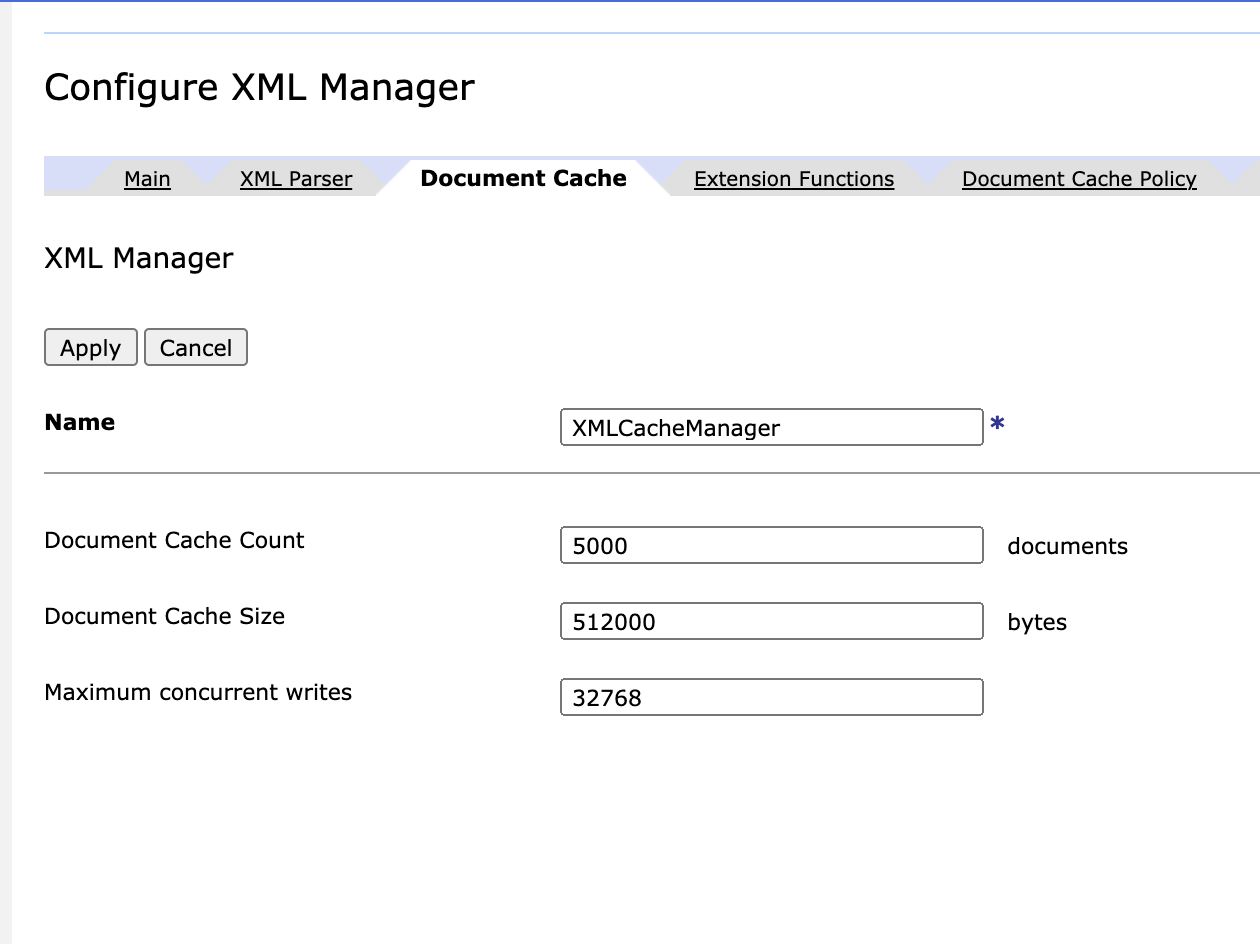 Configure XML Manager
Main XML Parser Document Cache Extension Functions Document Cache Policy
XML Manager
Apply Cancel
Name XMLCacheManager *
Document Cache Count 5000 documents
Document Cache Size 512000 bytes
Maximum concurrent writes 32768